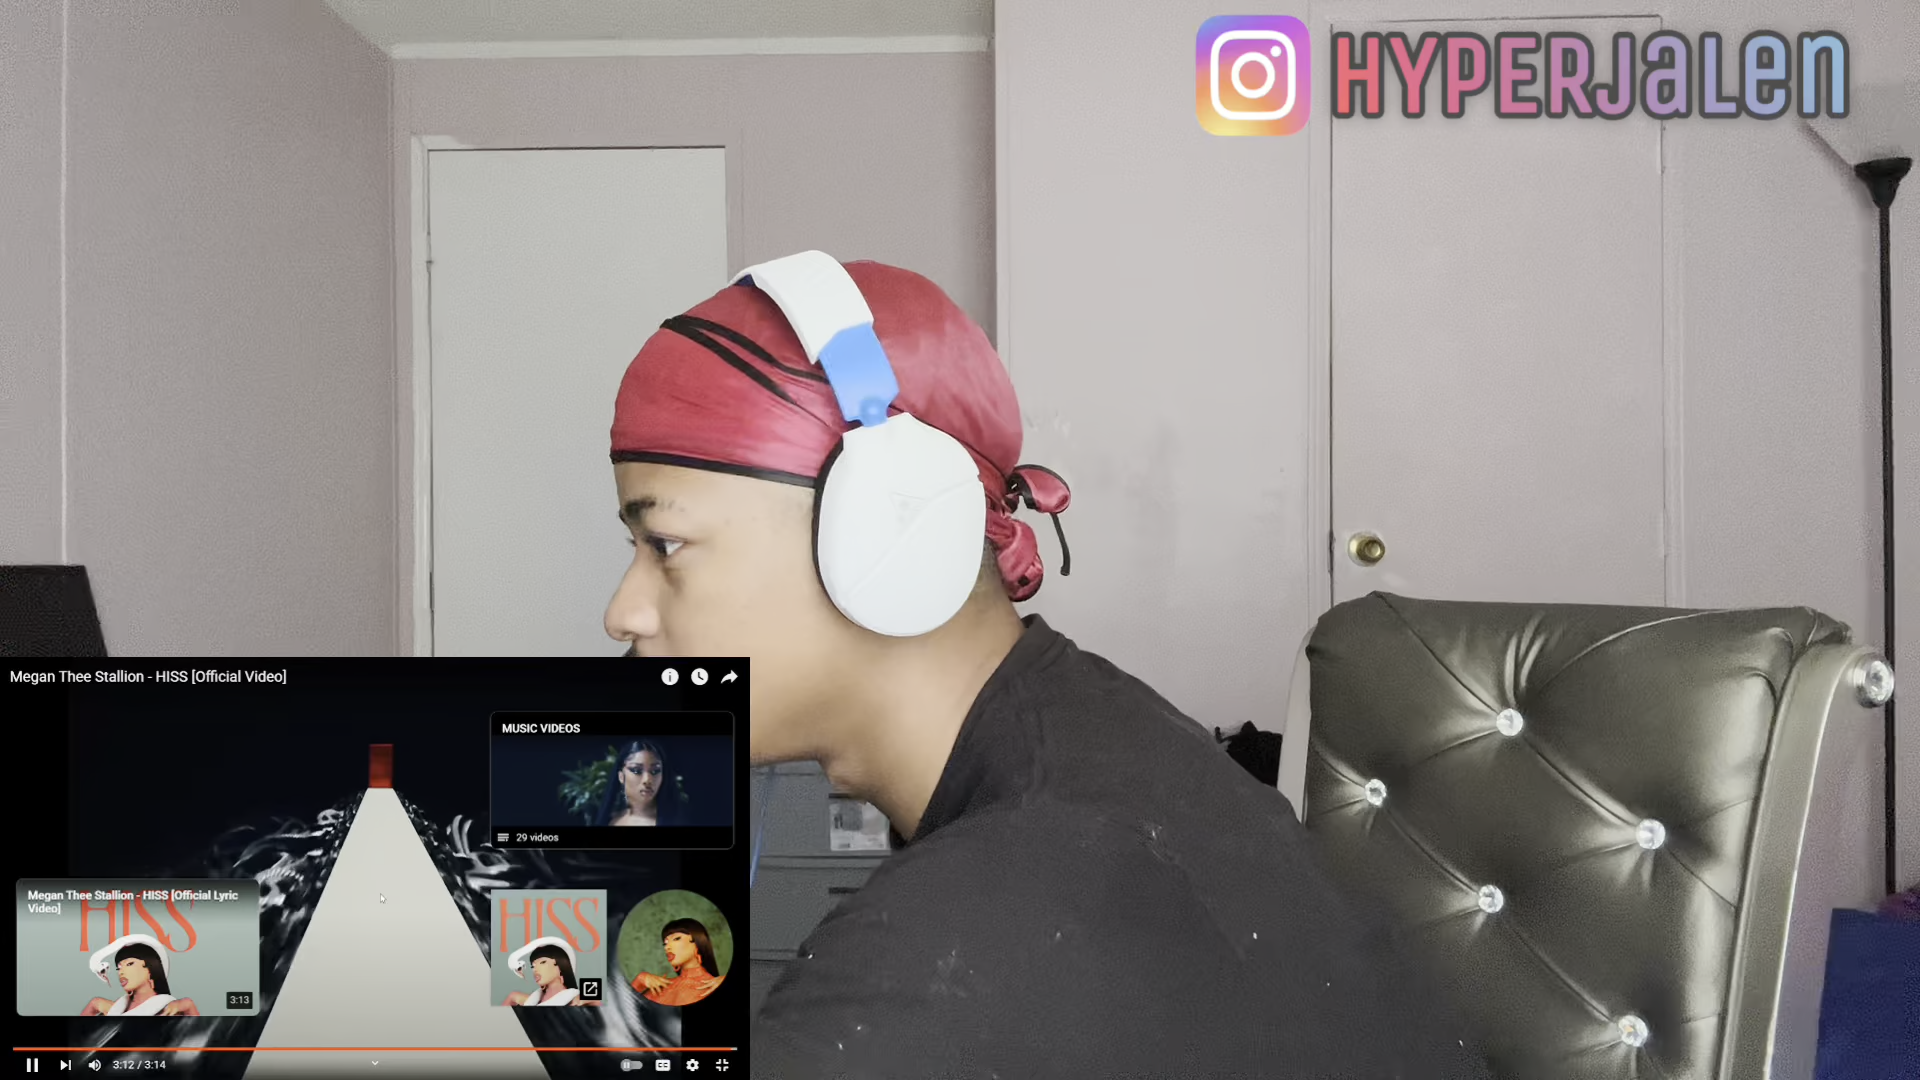 HYPERJALEN
Megan Thee Stallion - HISS [Official Video]
MUSIC VIDEOS
29 videos
Megan Thee Stallion - HISS [Official Lyric
Video]
HISS
3:13
HISS
3:12 / 3:14
CC